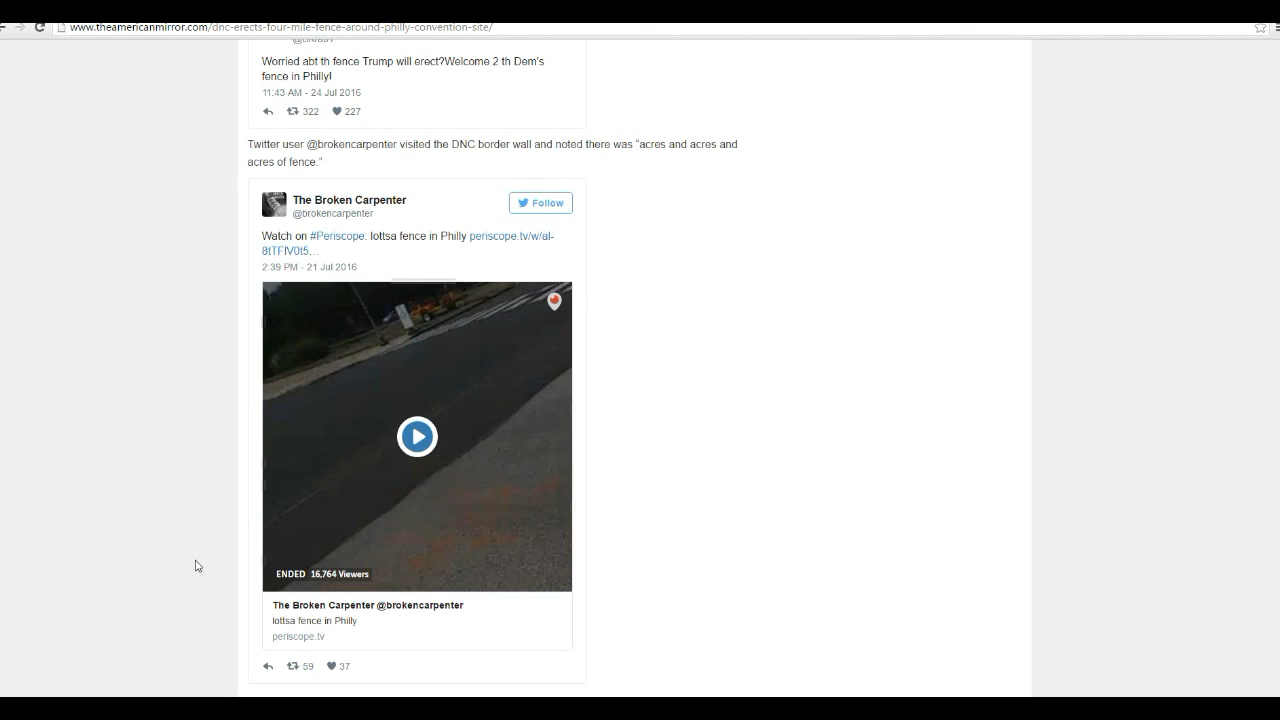 www.theamericanmirror.com/dnc-erects-four-mile-fence-around-philly-convention-site/
Worried abt th fence Trump will erect?Welcome 2 th Dem's
fence in Philly!
11:43 AM - 24 Jul 2016
322 227
Twitter user @brokencarpenter visited the DNC border wall and noted there was “acres and acres and
acres of fence.”
The Broken Carpenter
Follow
@brokencarpenter
Watch on #Periscope: lottsa fence in Philly periscope.tv/w/al-
8tTFIV0t5…
2:39 PM - 21 Jul 2016
ENDED 16,764 Viewers
The Broken Carpenter @brokencarpenter
lottsa fence in Philly
periscope.tv
59 37